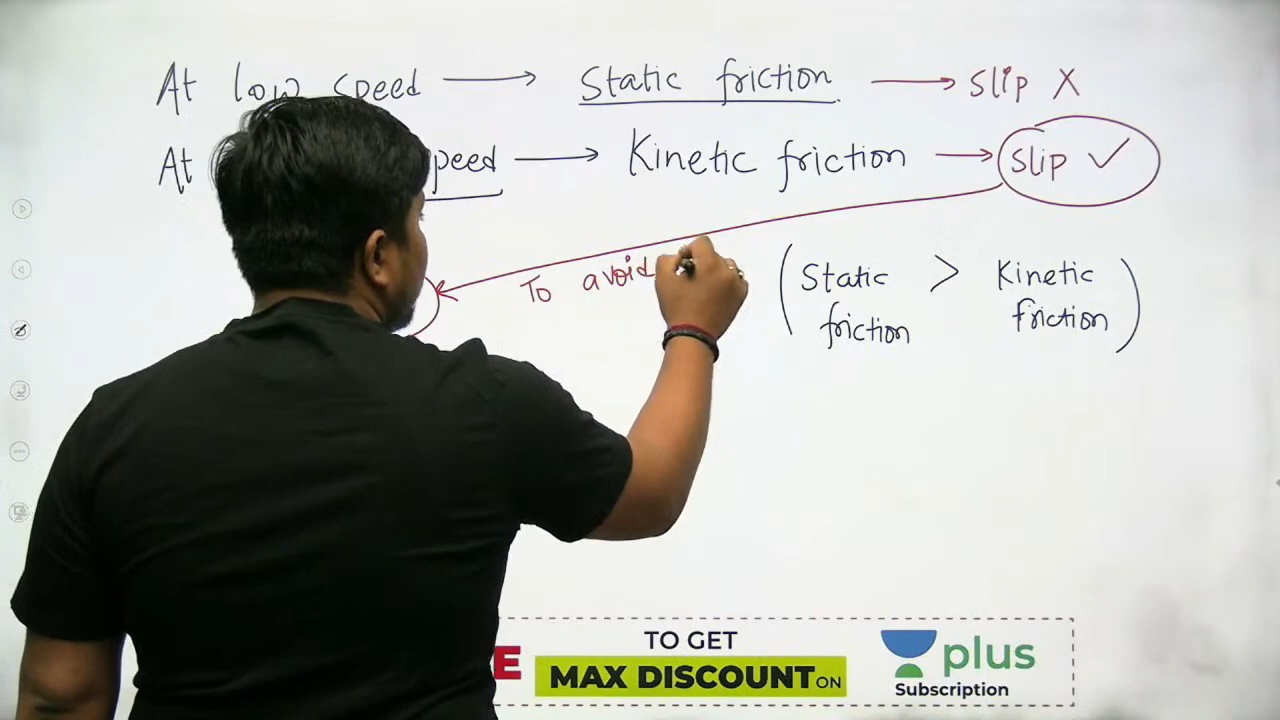 At low speed → Static friction → Slip X
At peed → Kinetic friction → Slip ✓
To avoid
( Static > Kinetic
friction friction )
E
TO GET
MAX DISCOUNT ON
plus
Subscription